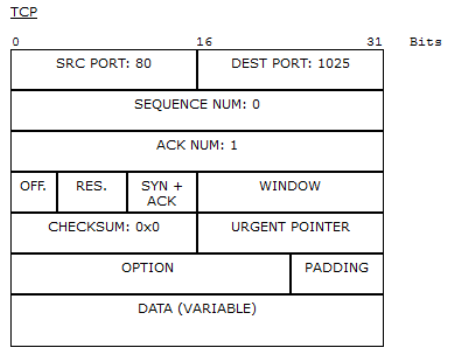 TCP
0 16 31 Bits
SRC PORT: 80 DEST PORT: 1025
SEQUENCE NUM: 0
ACK NUM: 1
OFF. RES. SYN + WINDOW
ACK
CHECKSUM: 0x0 URGENT POINTER
OPTION PADDING
DATA (VARIABLE)